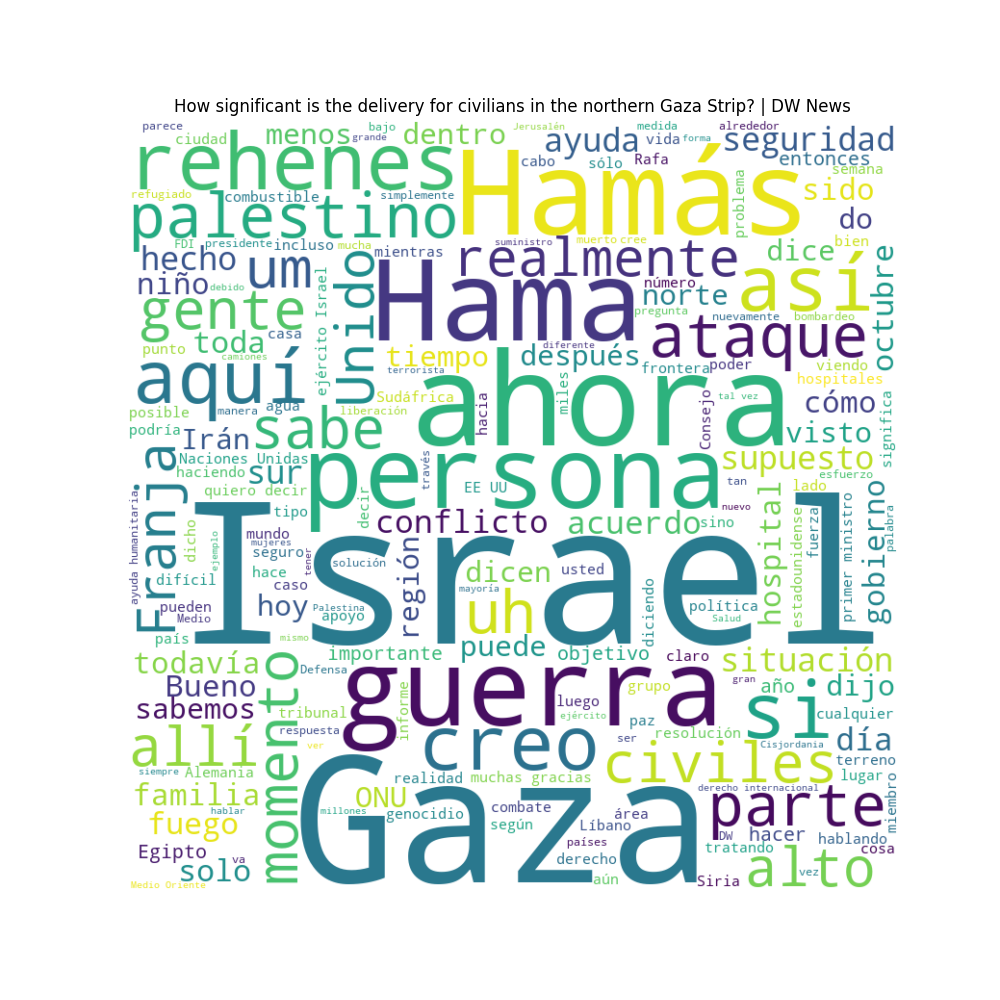 How significant is the delivery for civilians in the northern Gaza Strip? | DW News
parece
ciudad
grande
menos
bajo
dentro
Jerusalén
ayuda
medida
vida
forma
alrededor
seguridad
rehenes
Hamás
cabo
sólo
Rafa
entonces
semana
refugiado
combustible
simplemente
problema
sido
palestino
do
FDI
presidente
incluso
mucha
mientras
suministro
muerto
cree
dice
bien
hecho
um
Unido
Hama
realmente
así
octubre
niño
debido
ejército Israel
número
norte
gente
pregunta
nuevamente
bombardeo
toda
casa
ataque
punto
camiones
tiempo
diferente
después
terrorista
frontera
poder
viendo
aquí
ahora
hospitales
posible
manera
agua
liberación
Sudáfrica
hacia
miles
Consejo
tal vez
cómo
significa
podría
Irán
sabe
visto
Franja
Naciones Unidas
haciendo
sur
persona
través
supuesto
esfuerzo
quiero decir
decir
EE UU
tan
lado
ayuda humanitaria
dicho
ejemplo
tipo
Israel
nuevo
hospital
estadounidense
fuerza
primer ministro
gobierno
palabra
conflicto
acuerdo
sino
mundo
mujeres
seguro
tener
solución
región
difícil
hace
caso
dicen
usted
mayoría
diciendo
pueden
Medio
hoy
Palestina
apoyo
uh
política
Salud
país
mismo
importante
puede
objetivo
claro
situación
todavía
momento
Defensa
guerra
grupo
gran
año
dijo
Bueno
sabemos
tribunal
informe
luego
ejército
paz
si
cualquier
respuesta
ver
creo
ser
resolución
Cisjordania
día
allí
terreno
siempre
Alemania
realidad
muchas gracias
civiles
lugar
miembro
familia
hablar
millones
Gaza
ONU
genocidio
combate
según
derecho internacional
parte
área
Líbano
fuego
DW
hacer
hablando
Egipto
va
países
tratando
cosa
solo
derecho
aún
Siria
alto
vez
Medio Oriente